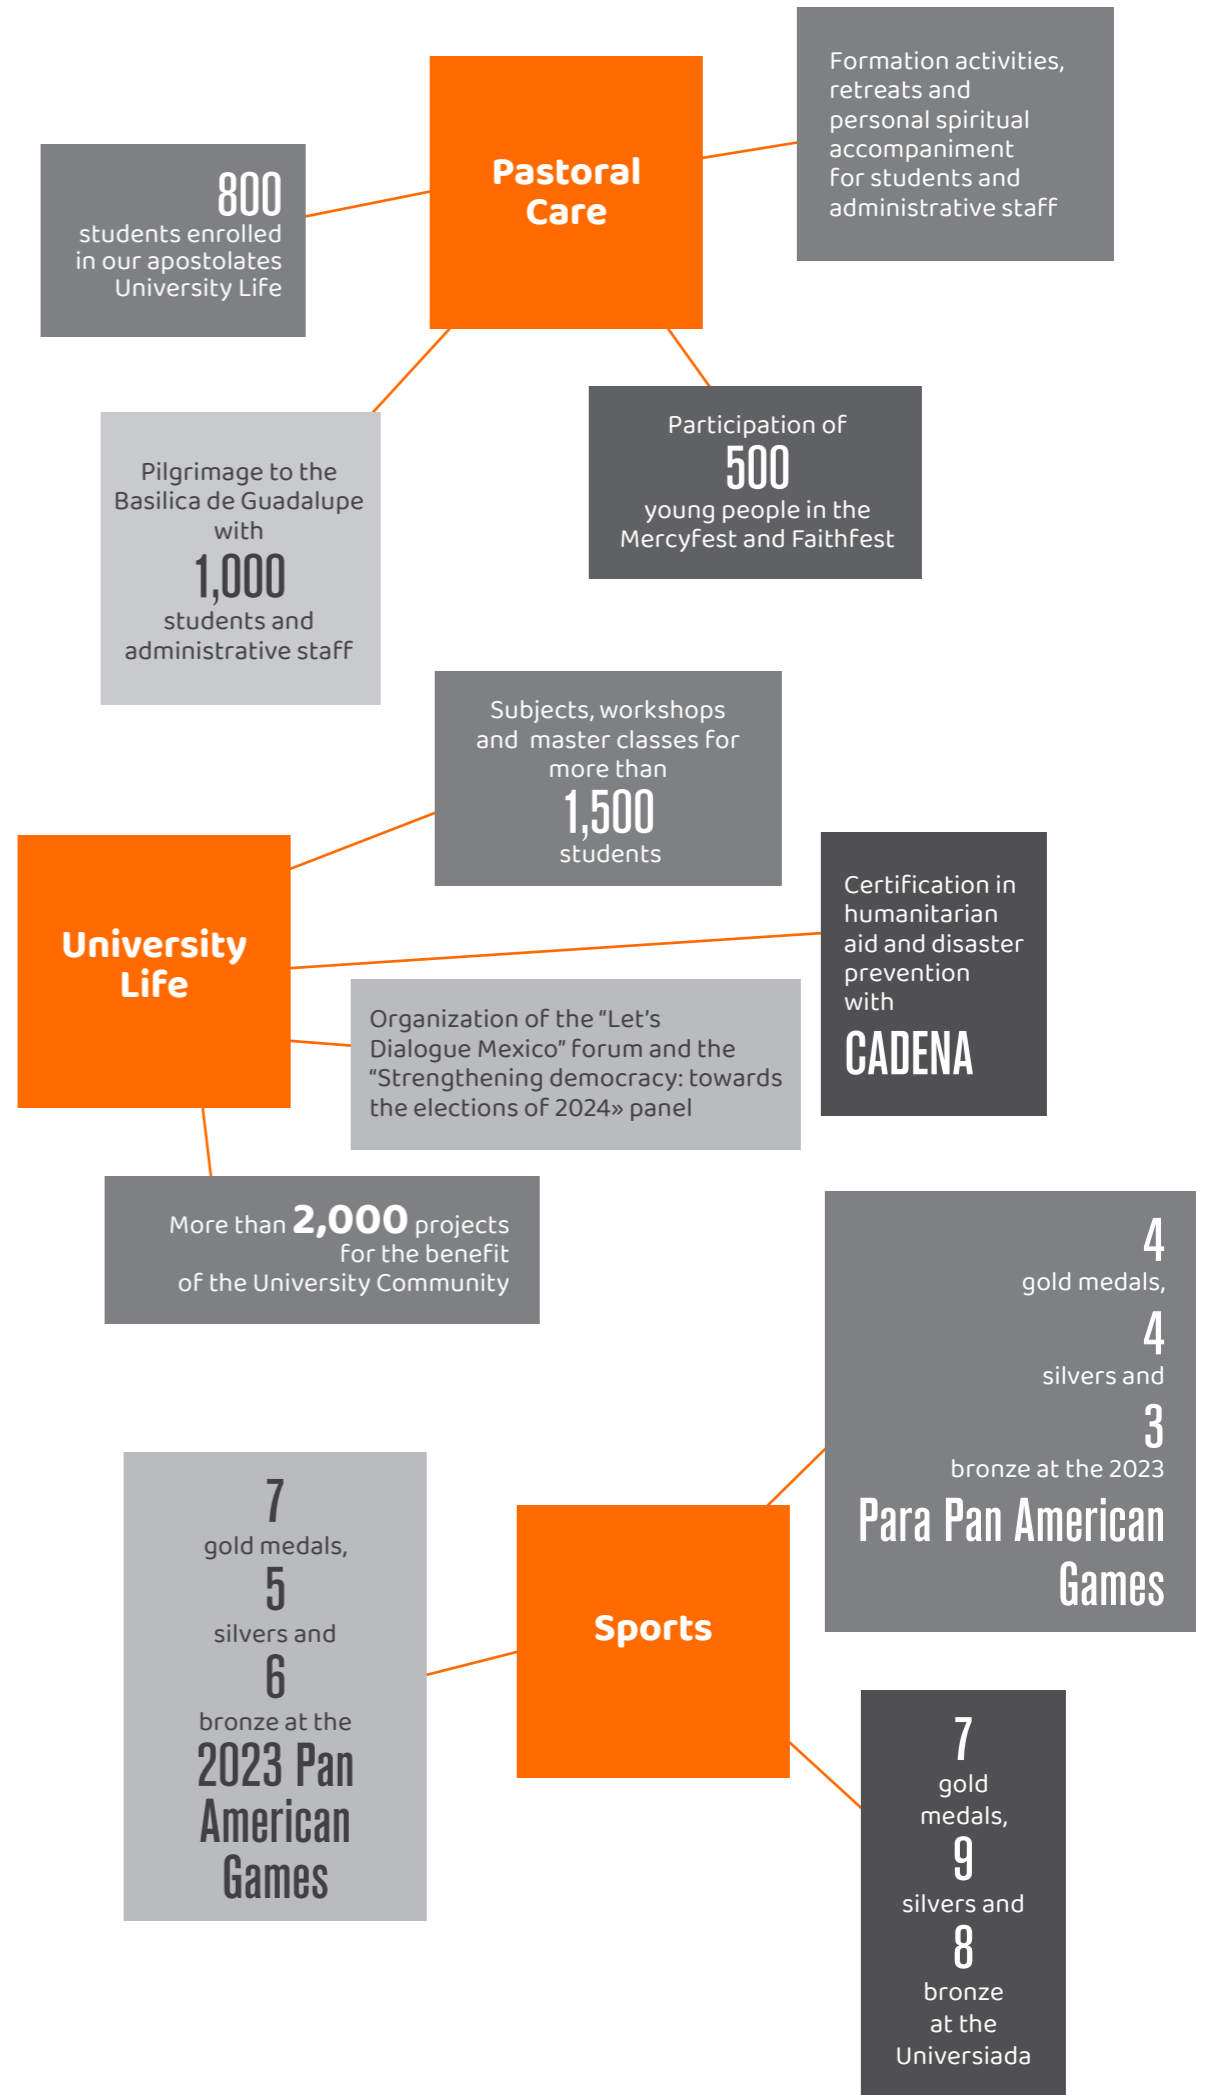 Pastoral
Care
Formation activities,
retreats and
personal spiritual
accompaniment
for students and
administrative staff
800
students enrolled
in our apostolates
University Life
Pilgrimage to the
Basilica de Guadalupe
with
1,000
students and
administrative staff
Participation of
500
young people in the
Mercyfest and Faithfest
University
Life
Subjects, workshops
and master classes for
more than
1,500
students
Certification in
humanitarian
aid and disaster
prevention
with
CADENA
Organization of the “Let’s
Dialogue Mexico” forum and the
“Strengthening democracy: towards
the elections of 2024» panel
More than 2,000 projects
for the benefit
of the University Community
Sports
4
gold medals,
4
silvers and
3
bronze at the 2023
Para Pan American
Games
7
gold medals,
5
silvers and
6
bronze at the
2023 Pan
American
Games
7
gold
medals,
9
silvers and
8
bronze
at the
Universiada